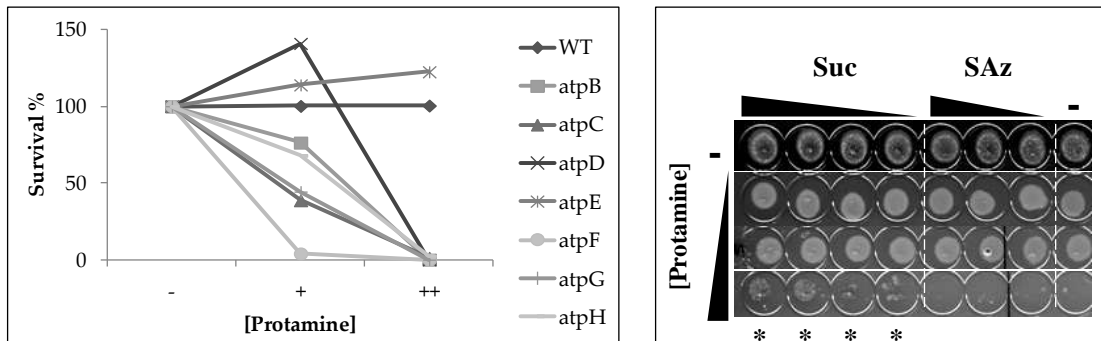 150
100
50
0
Survival %
-
+
++
[Protamine]
WT
atpB
atpC
atpD
atpE
atpF
atpG
atpH
Suc
SAz
-
-
[Protamine]
* * * *